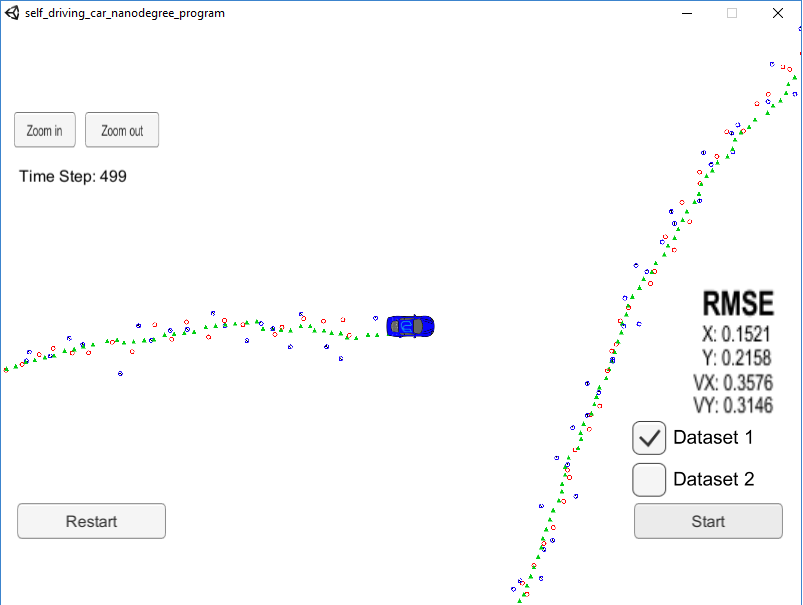 self_driving_car_nanodegree_program
Zoom in
Zoom out
Time Step: 499
RMSE
X: 0.1521
Y: 0.2158
VX: 0.3576
VY: 0.3146
Dataset 1
Dataset 2
Restart
Start